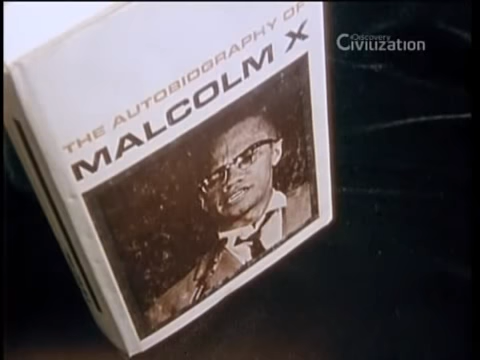 THE AUTOBIOGRAPHY OF
MALCOLM X
Discovery
Civilization